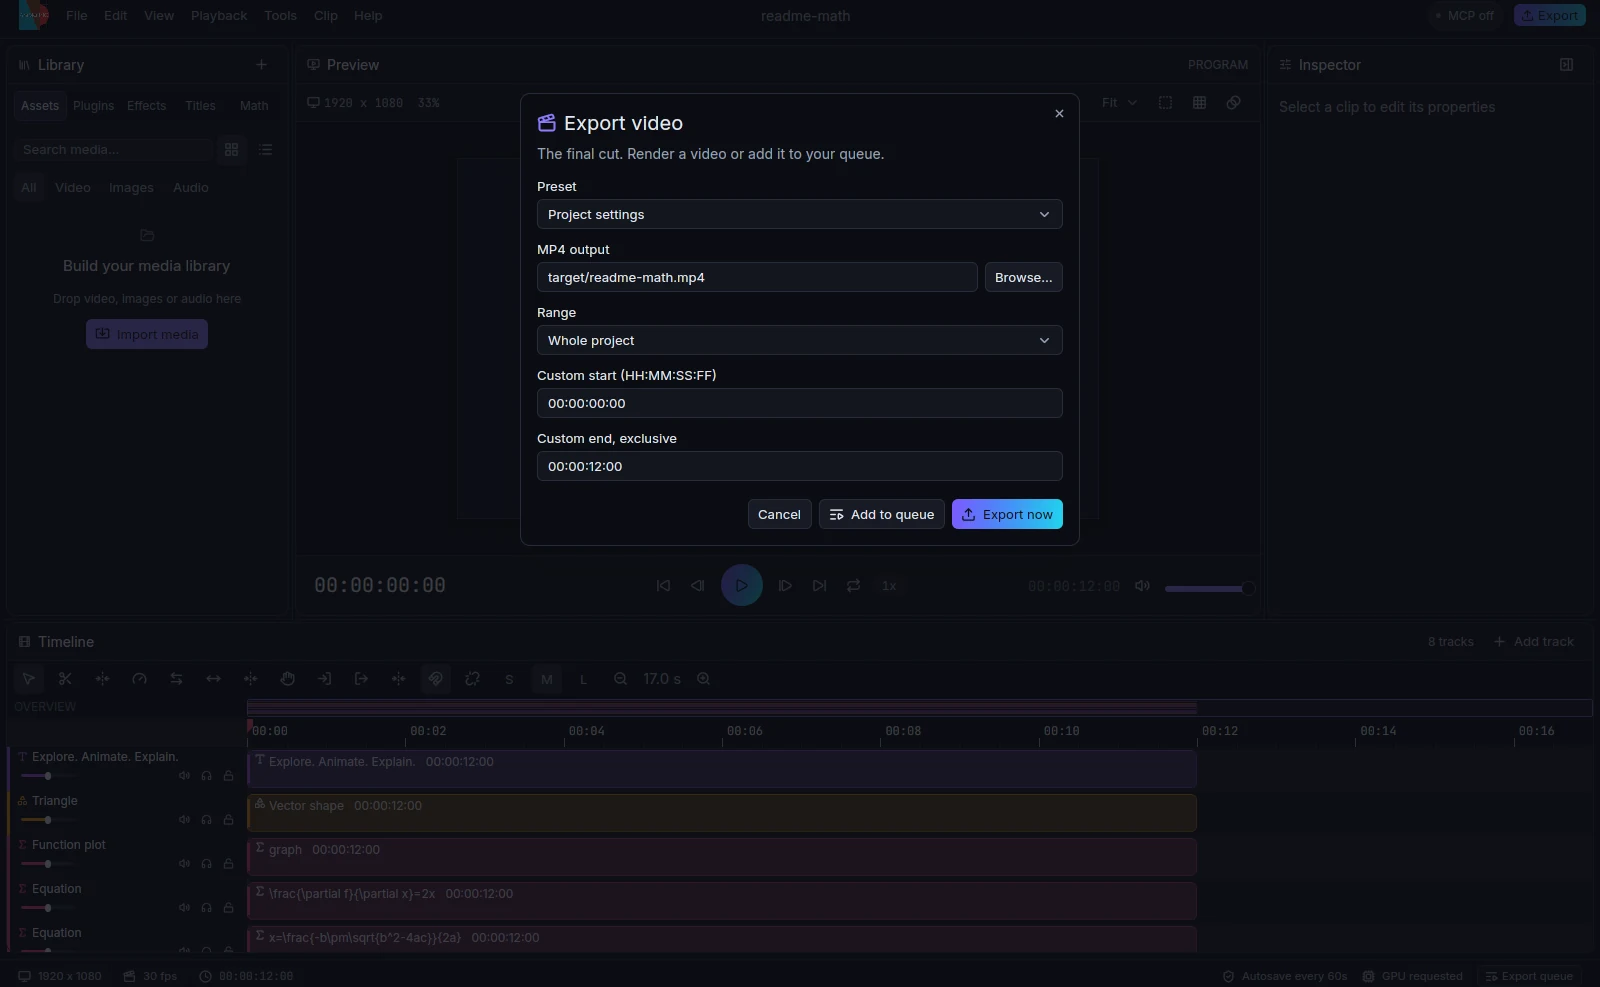 File Edit View Playback Tools Clip Help
readme-math
MCP off
Export
Library
Preview
PROGRAM
Inspector
Assets Plugins Effects Titles Math
1920 x 1080 33%
Fit
Select a clip to edit its properties
Search media...
All Video Images Audio
Build your media library
Drop video, images or audio here
Import media
Export video
The final cut. Render a video or add it to your queue.
Preset
Project settings
MP4 output
target/readme-math.mp4
Browse...
Range
Whole project
Custom start (HH:MM:SS:FF)
00:00:00:00
Custom end, exclusive
00:00:12:00
Cancel
Add to queue
Export now
00:00:00:00
1x
00:00:12:00
Timeline
8 tracks
Add track
S M L
17.0 s
OVERVIEW
00:00 00:02 00:04 00:06 00:08 00:10 00:12 00:14 00:16
Explore. Animate. Explain.
Explore. Animate. Explain. 00:00:12:00
Triangle
Vector shape 00:00:12:00
Function plot
graph 00:00:12:00
Equation
\frac{\partial f}{\partial x}=2x 00:00:12:00
Equation
x=\frac{-b\pm\sqrt{b^2-4ac}}{2a} 00:00:12:00
1920 x 1080
30 fps
00:00:12:00
Autosave every 60s
GPU requested
Export queue